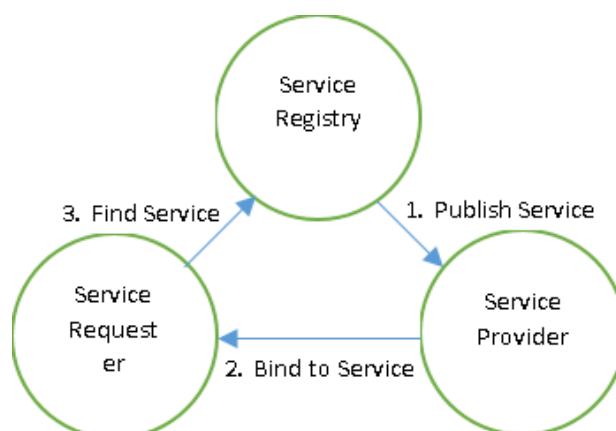 Service
Registry
3. Find Service
1. Publish Service
Service
Request
er
Service
Provider
2. Bind to Service